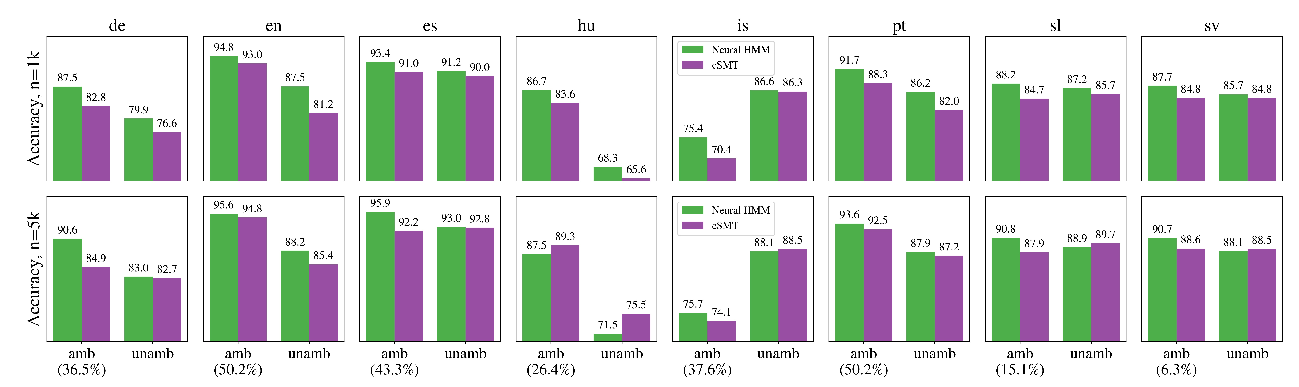 de en es hu is pt sl sv
Accuracy, n=1k
87.5 82.8 79.9 76.6
94.8 93.0 87.5 81.2
93.4 91.0 91.2 90.0
86.7 83.6 68.3 65.6
Neural HMM
cSMT
75.4 70.4 86.6 86.3
91.7 88.3 86.2 82.0
88.2 84.7 87.2 85.7
87.7 84.8 85.7 84.8
Accuracy, n=5k
90.6 84.9 83.0 82.7
95.6 94.8 88.2 85.4
95.9 92.2 93.0 92.8
87.5 89.3 71.5 75.5
Neural HMM
cSMT
75.7 74.1 88.1 88.5
93.6 92.5 87.9 87.2
90.8 87.9 88.9 89.7
90.7 88.6 88.1 88.5
amb unamb amb unamb amb unamb amb unamb amb unamb amb unamb amb unamb amb unamb
(36.5%) (50.2%) (43.3%) (26.4%) (37.6%) (50.2%) (15.1%) (6.3%)